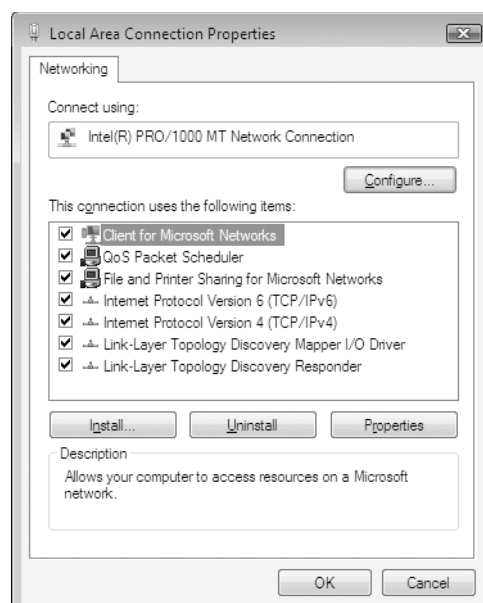 Local Area Connection Properties
Networking
Connect using:
Intel(R) PRO/1000 MT Network Connection
Configure...
This connection uses the following items:
Client for Microsoft Networks
QoS Packet Scheduler
File and Printer Sharing for Microsoft Networks
Internet Protocol Version 6 (TCP/IPv6)
Internet Protocol Version 4 (TCP/IPv4)
Link-Layer Topology Discovery Mapper I/O Driver
Link-Layer Topology Discovery Responder
Install... Uninstall Properties
Description
Allows your computer to access resources on a Microsoft
network.
OK Cancel